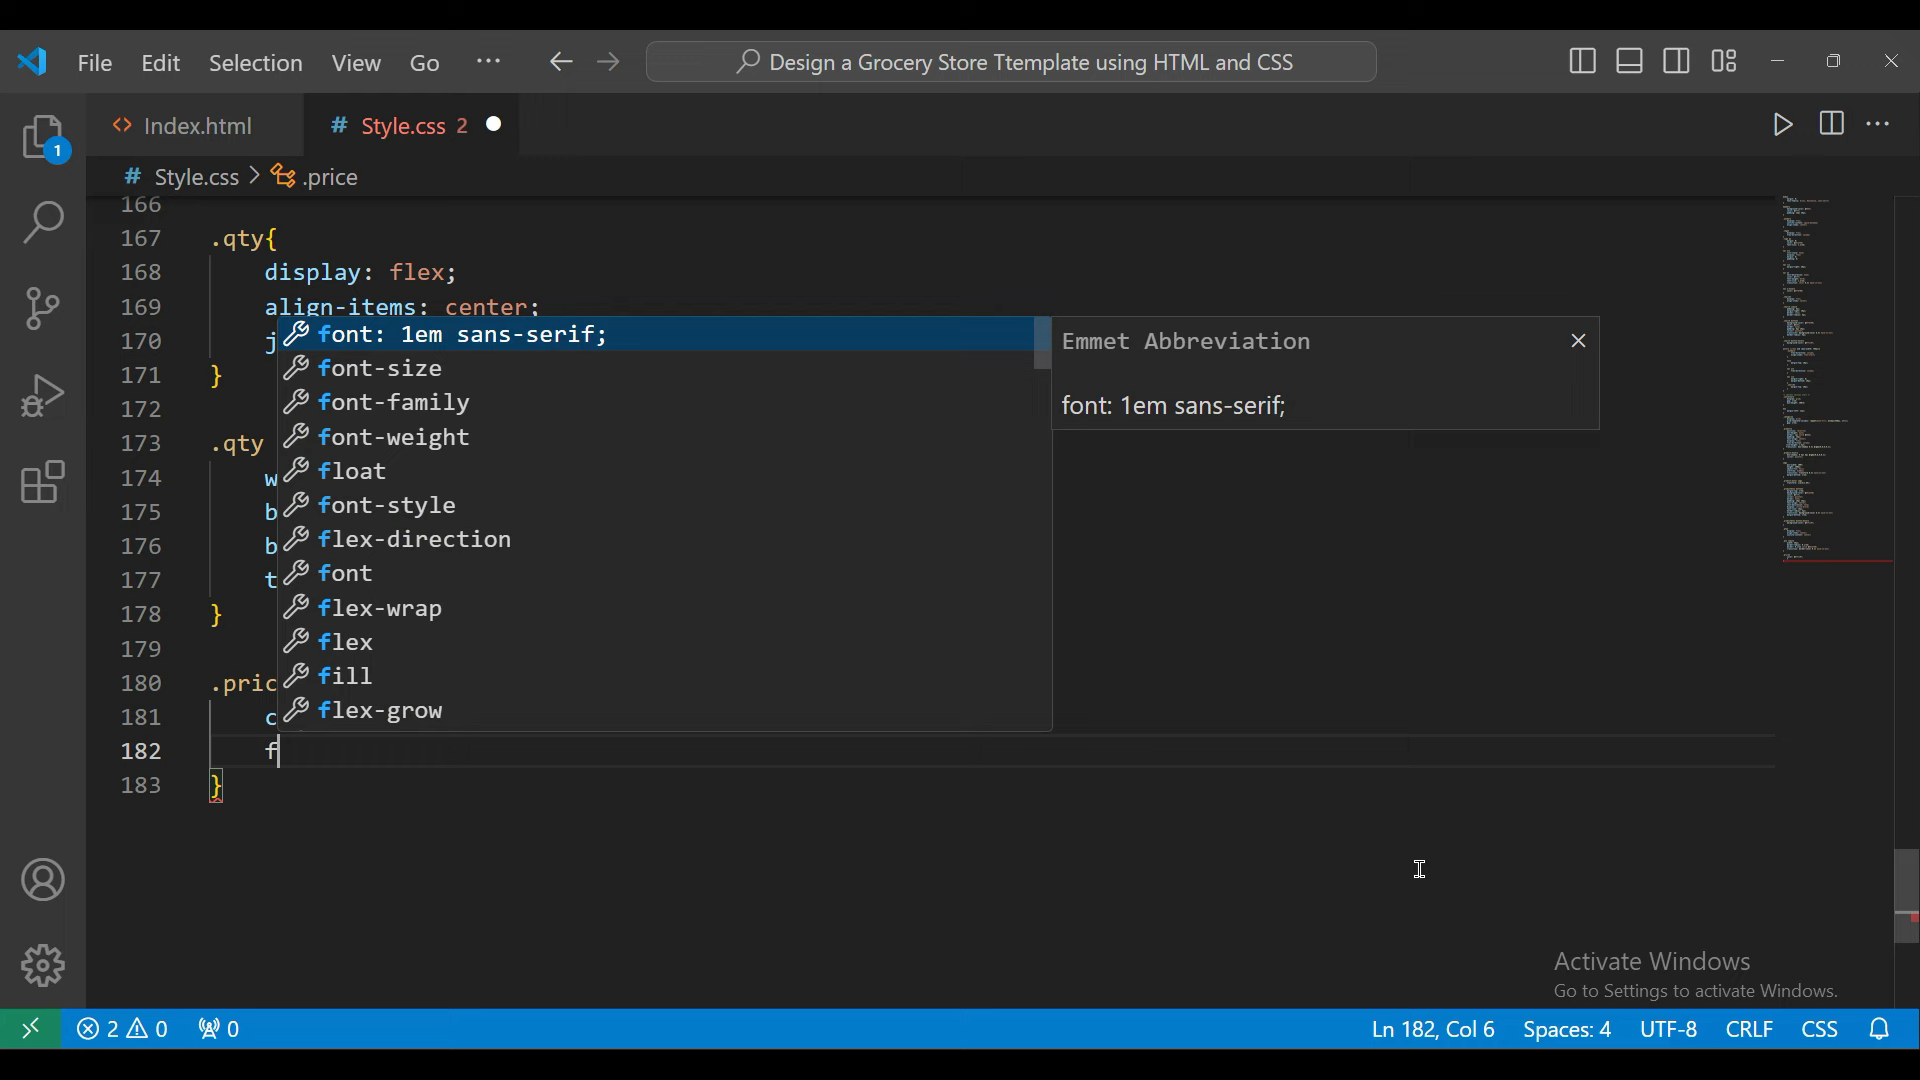 File Edit Selection View Go ··· Design a Grocery Store Ttemplate using HTML and CSS
Index.html # Style.css 2
1
# Style.css > .price
166
167 .qty{
168 display: flex;
169 align-items: center;
170 j
171 }
172
173 .qty
174 w
175 b
176 b
177 t
178 }
179
180 .pric
181 c
182 f
183 }
font: 1em sans-serif;
font-size
font-family
font-weight
float
font-style
flex-direction
font
flex-wrap
flex
fill
flex-grow
Emmet Abbreviation
font: 1em sans-serif;
Activate Windows
Go to Settings to activate Windows.
2 0 0 Ln 182, Col 6 Spaces: 4 UTF-8 CRLF CSS